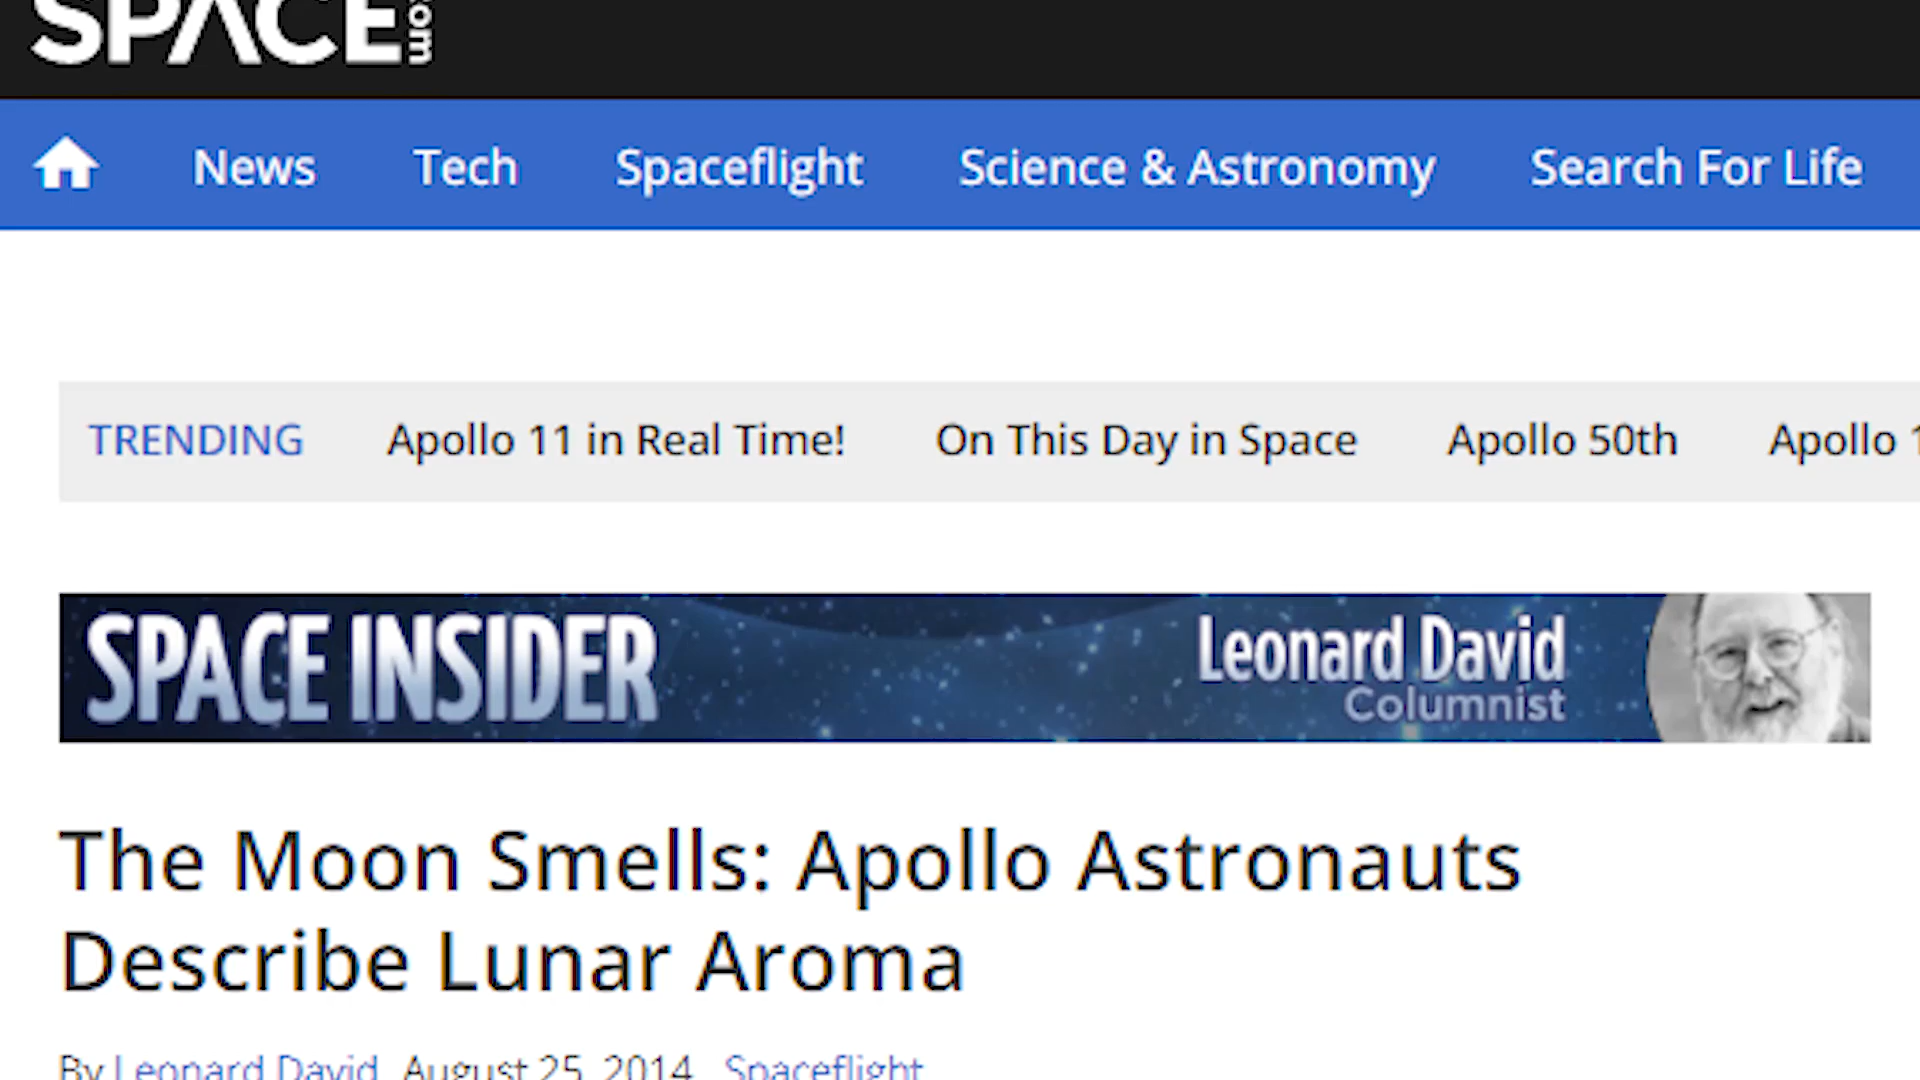 SPACE.com
News Tech Spaceflight Science & Astronomy Search For Life
TRENDING Apollo 11 in Real Time! On This Day in Space Apollo 50th Apollo 1
SPACE INSIDER Leonard David
Columnist
The Moon Smells: Apollo Astronauts
Describe Lunar Aroma
By Leonard David August 25, 2014 Spaceflight